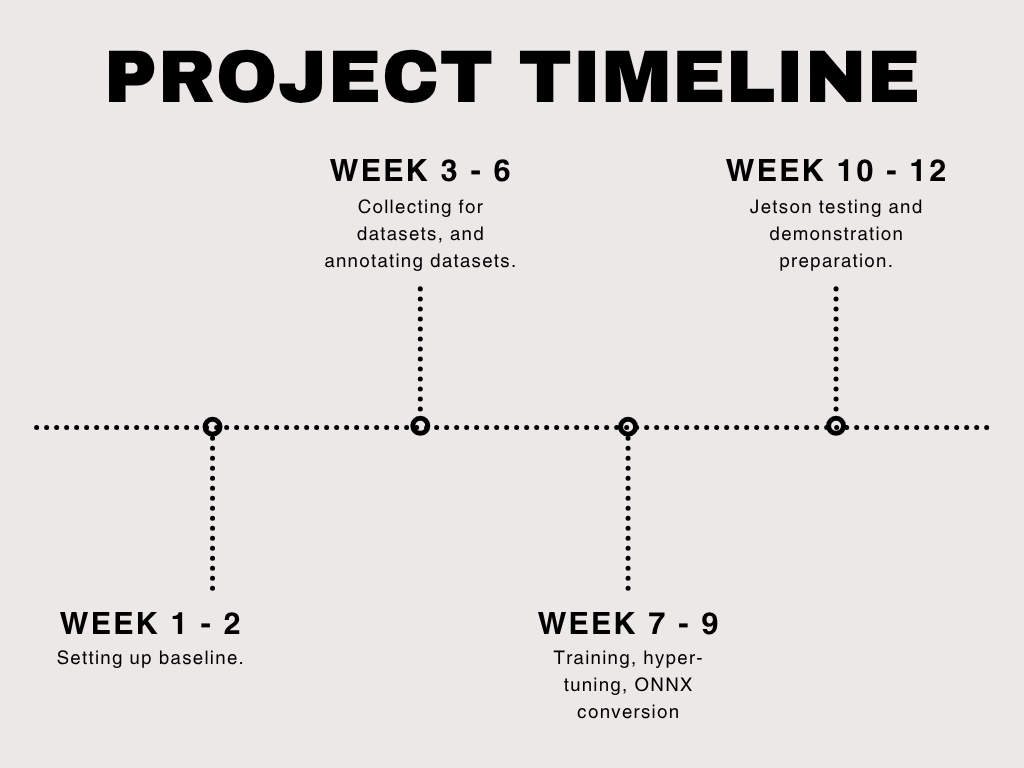 PROJECT TIMELINE
WEEK 1 - 2
Setting up baseline.
WEEK 3 - 6
Collecting for
datasets, and
annotating datasets.
WEEK 7 - 9
Training, hyper-
tuning, ONNX
conversion
WEEK 10 - 12
Jetson testing and
demonstration
preparation.